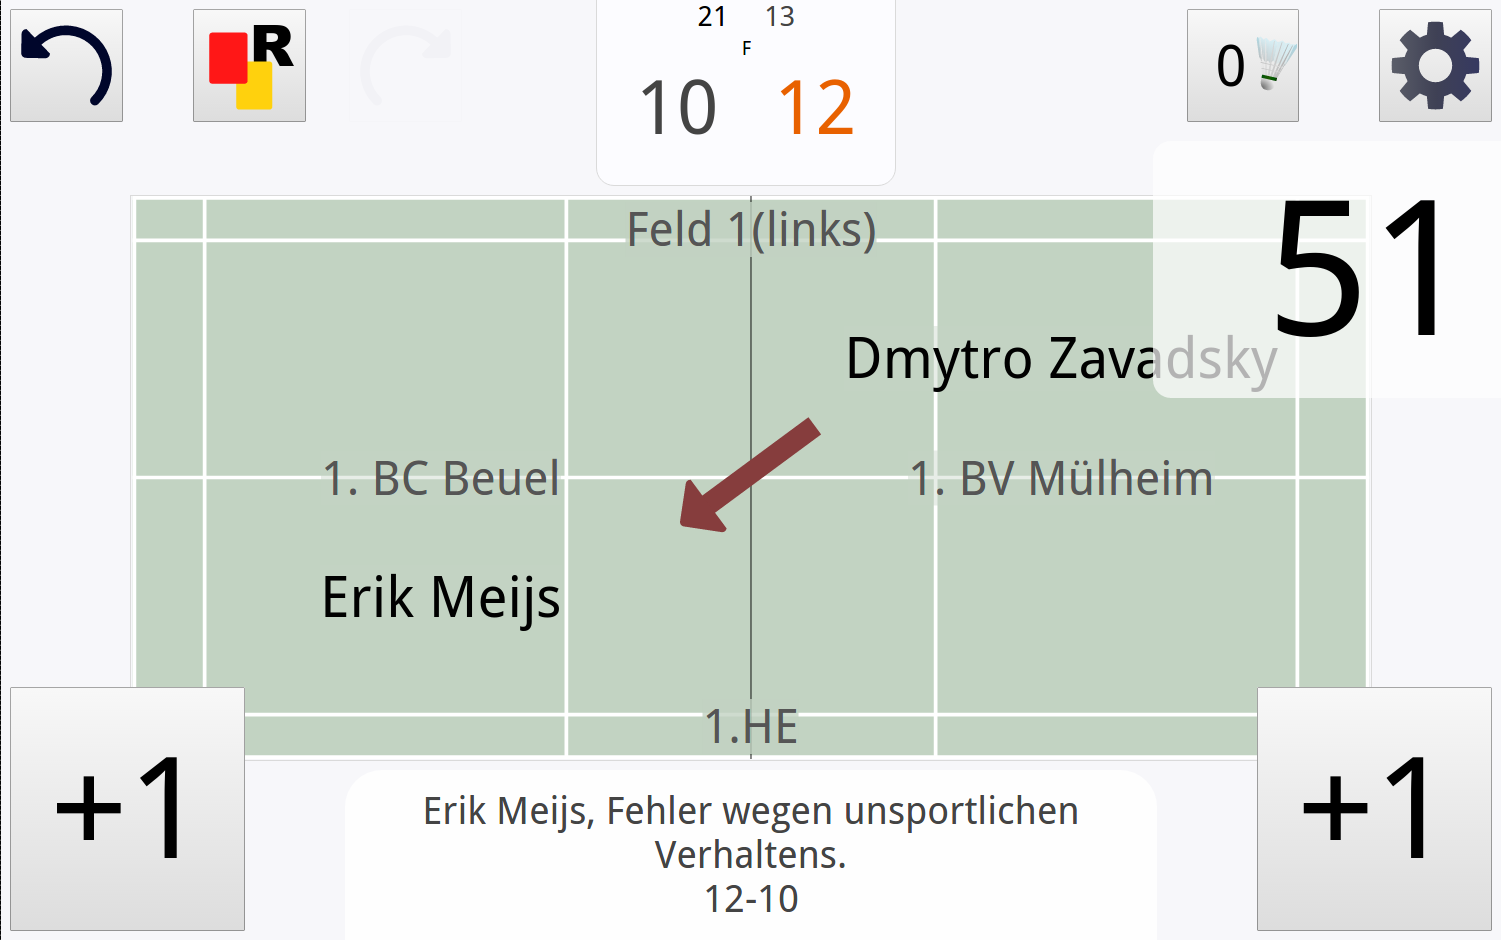 R
21 13
F
10 12
0
51
Feld 1(links)
Dmytro Zavadsky
1. BC Beuel
1. BV Mülheim
Erik Meijs
1.HE
+1
+1
Erik Meijs, Fehler wegen unsportlichen
Verhaltens.
12-10